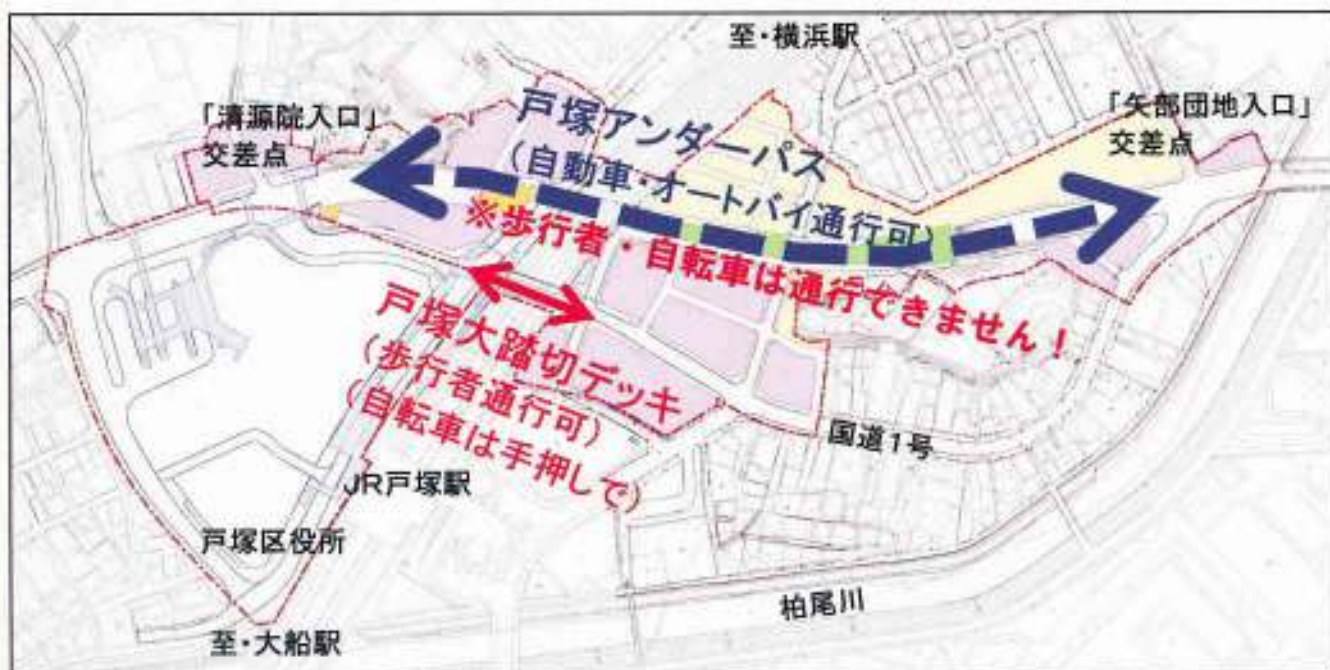 至・横浜駅
「清源院入口」
交差点
「矢部団地入口」
交差点
戸塚アンダーパス
(自動車・オートバイ通行可)
※歩行者・自転車は通行できません!
戸塚大踏切デッキ
(歩行者通行可)
(自転車は手押しで)
国道1号
JR戸塚駅
戸塚区役所
柏尾川
至・大船駅